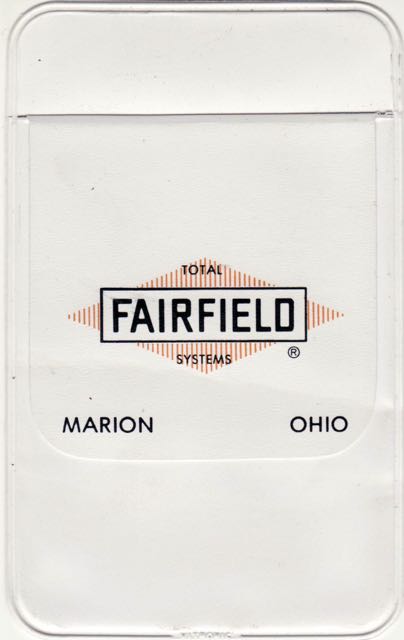 TOTAL
FAIRFIELD
SYSTEMS
®
MARION OHIO